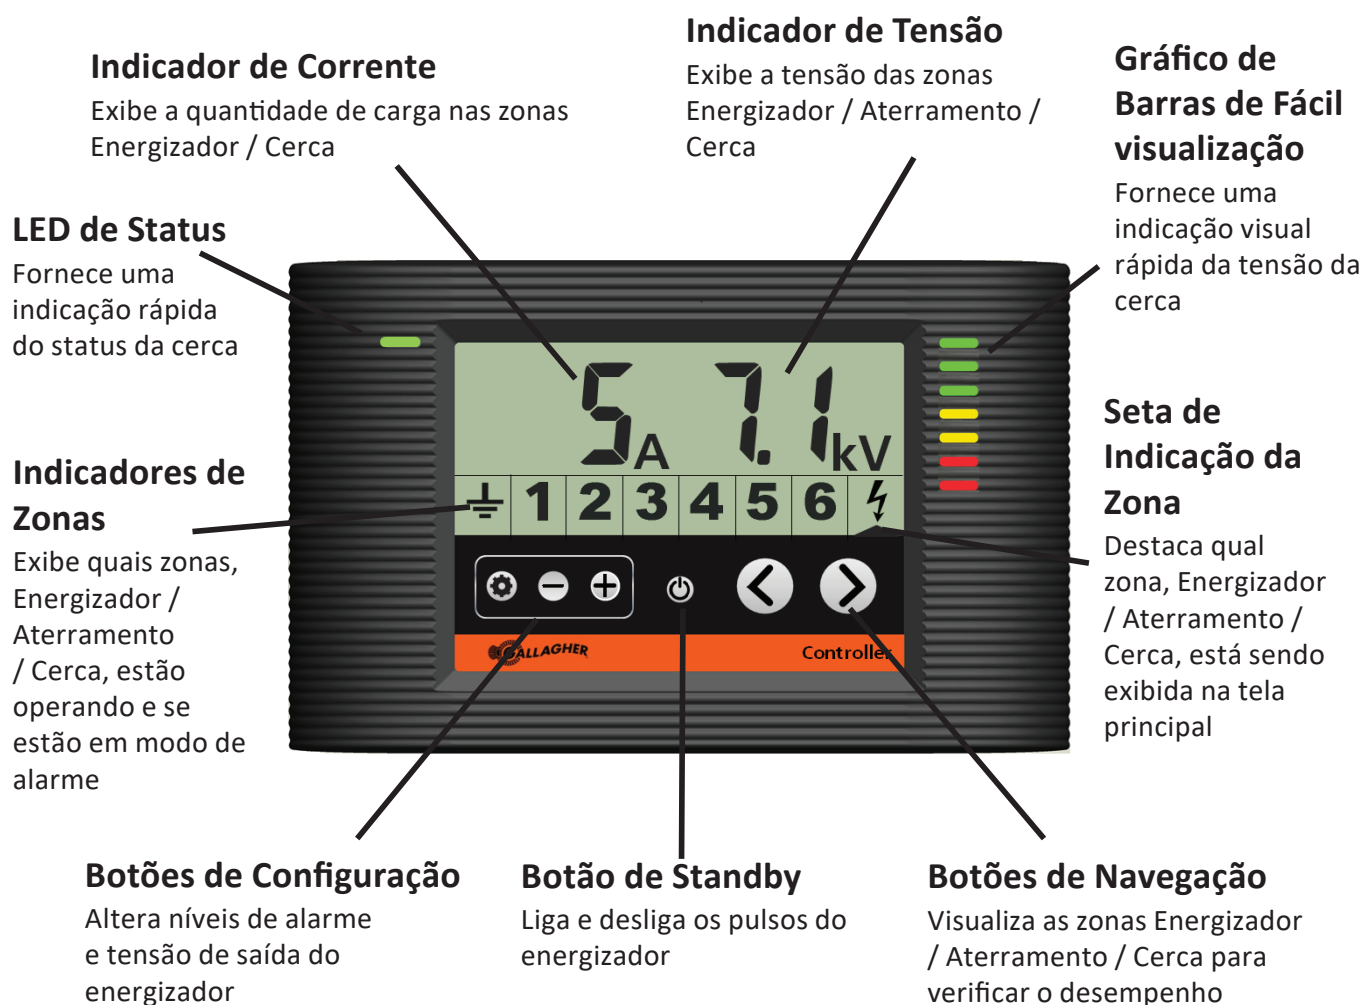 Indicador de Corrente
Exibe a quantidade de carga nas zonas
Energizador / Cerca
Indicador de Tensão
Exibe a tensão das zonas
Energizador / Aterramento /
Cerca
Gráfico de
Barras de Fácil
visualização
Fornece uma
indicação visual
rápida da tensão da
cerca
LED de Status
Fornece uma
indicação rápida
do status da cerca
5A 7.1kV
1 2 3 4 5 6
GALLAGHER
Controller
Indicadores de
Zonas
Exibe quais zonas,
Energizador /
Aterramento
/ Cerca, estão
operando e se
estão em modo de
alarme
Seta de
Indicação da
Zona
Destaca qual
zona, Energizador
/ Aterramento /
Cerca, está sendo
exibida na tela
principal
Botões de Configuração
Altera níveis de alarme
e tensão de saída do
energizador
Botão de Standby
Liga e desliga os pulsos do
energizador
Botões de Navegação
Visualiza as zonas Energizador
/ Aterramento / Cerca para
verificar o desempenho